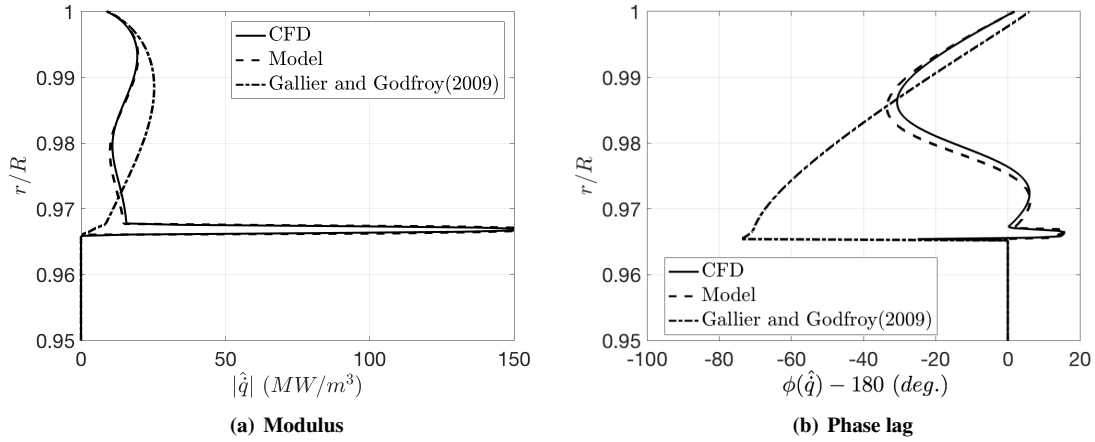 1
0.99
0.98
0.97
0.96
0.95
r/R
0 50 100 150
|q̇̂| (MW/m³)
CFD
Model
Gallier and Godfroy(2009)
(a) Modulus
1
0.99
0.98
0.97
0.96
0.95
r/R
-100 -80 -60 -40 -20 0 20
ϕ(q̇̂) − 180 (deg.)
CFD
Model
Gallier and Godfroy(2009)
(b) Phase lag